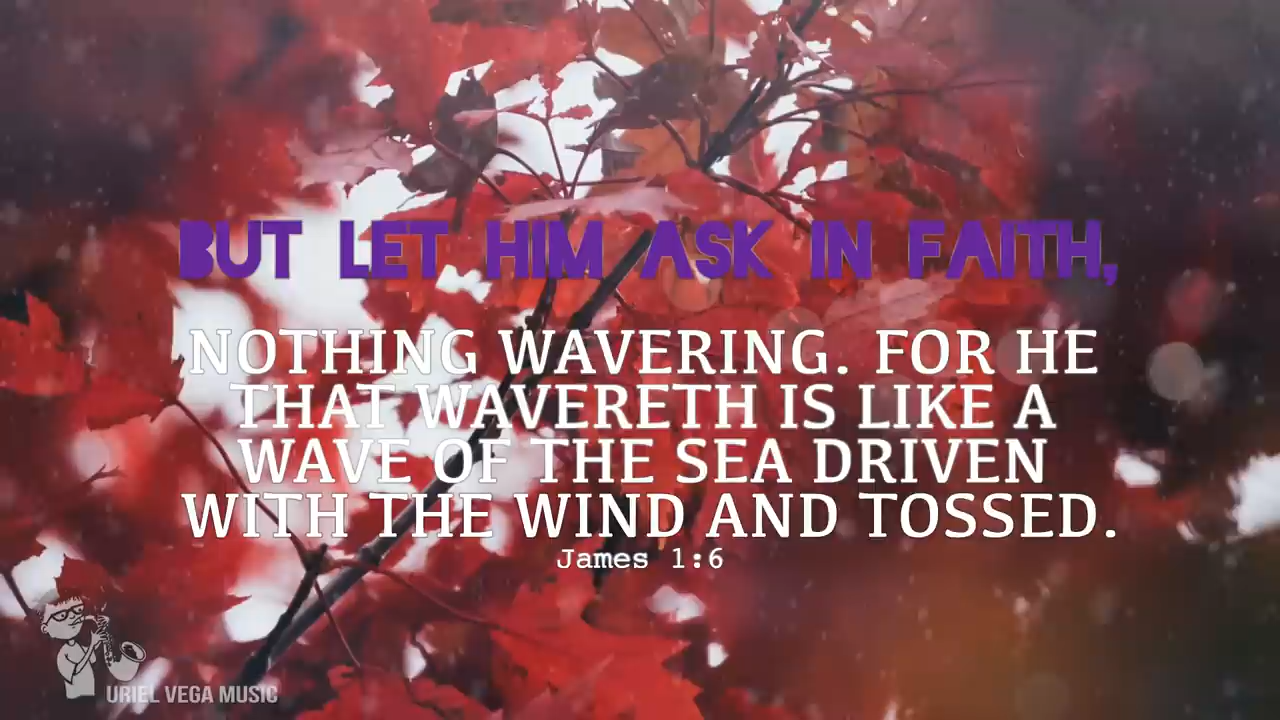 BUT LET HIM ASK IN FAITH,
NOTHING WAVERING. FOR HE
THAT WAVERETH IS LIKE A
WAVE OF THE SEA DRIVEN
WITH THE WIND AND TOSSED.
James 1:6
URIEL VEGA MUSIC